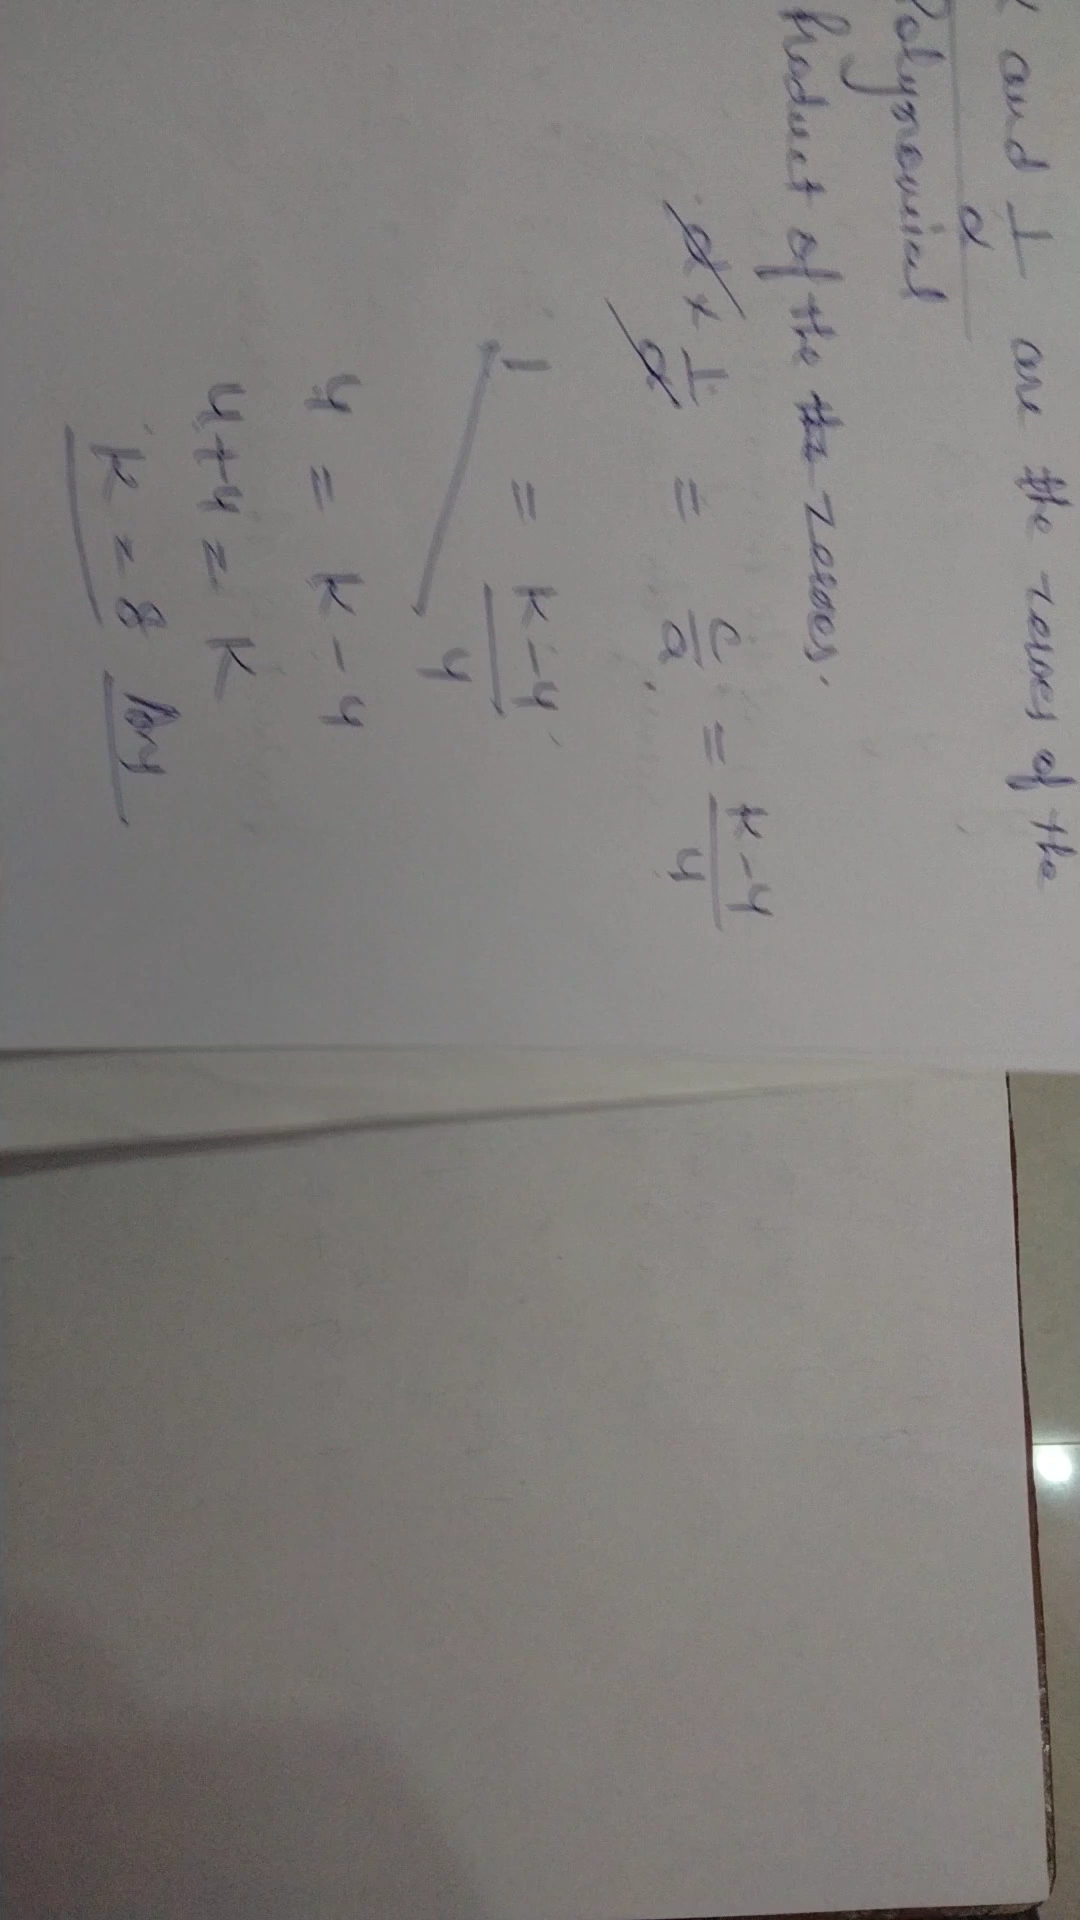 α and 1/α are the zeroes of the
Polynomial
Product of the the zeroes.
α × 1/α = c/a = k-4/4
1 = k-4/4
4 = k-4
4+4 = k
k = 8